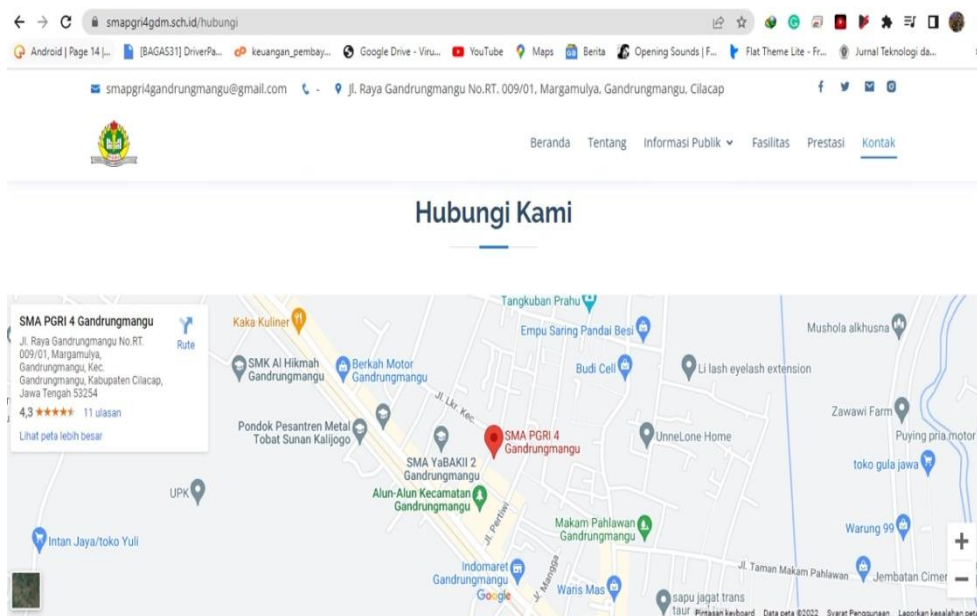 smapgri4gdm.sch.id/hubungi
Android | Page 14 |... [BAGAS31] DriverPa... keuangan_pembay... Google Drive - Viru... YouTube Maps Berita Opening Sounds | F... Flat Theme Lite - Fr... Jurnal Teknologi da...
smapgri4gandrungmangu@gmail.com - Jl. Raya Gandrungmangu No.RT. 009/01, Margamulya, Gandrungmangu, Cilacap
Beranda Tentang Informasi Publik Fasilitas Prestasi Kontak
Hubungi Kami
SMA PGRI 4 Gandrungmangu
Jl. Raya Gandrungmangu No.RT.
009/01, Margamulya,
Gandrungmangu, Kec.
Gandrungmangu, Kabupaten Cilacap,
Jawa Tengah 53254
4,3 11 ulasan
Lihat peta lebih besar
Rute
Tangkuban Prahu
Kaka Kuliner
Empu Saring Pandai Besi
Mushola alkhusna
SMK Al Hikmah
Gandrungmangu
Berkah Motor
Gandrungmangu
Budi Cell
Li lash eyelash extension
Jl. Lkr. Kec.
Zawawi Farm
Pondok Pesantren Metal
Tobat Sunan Kalijogo
SMA PGRI 4
Gandrungmangu
UnneLone Home
Puying pria.motor
SMA YaBAKII 2
Gandrungmangu
toko gula jawa
UPK
Alun-Alun Kecamatan
Gandrungmangu
Jl. Pertiwi
Makam Pahlawan
Gandrungmangu
Warung 99
Intan Jaya/toko Yuli
Indomaret
Gandrungmangu
Jl. Mangga
Waris Mas
Jl. Taman Makam Pahlawan
Jembatan Cimer
Google
sapu jagat trans
taur
Pintasan keyboard Data peta ©2022 Syarat Penggunaan Laporkan kesalahan peta